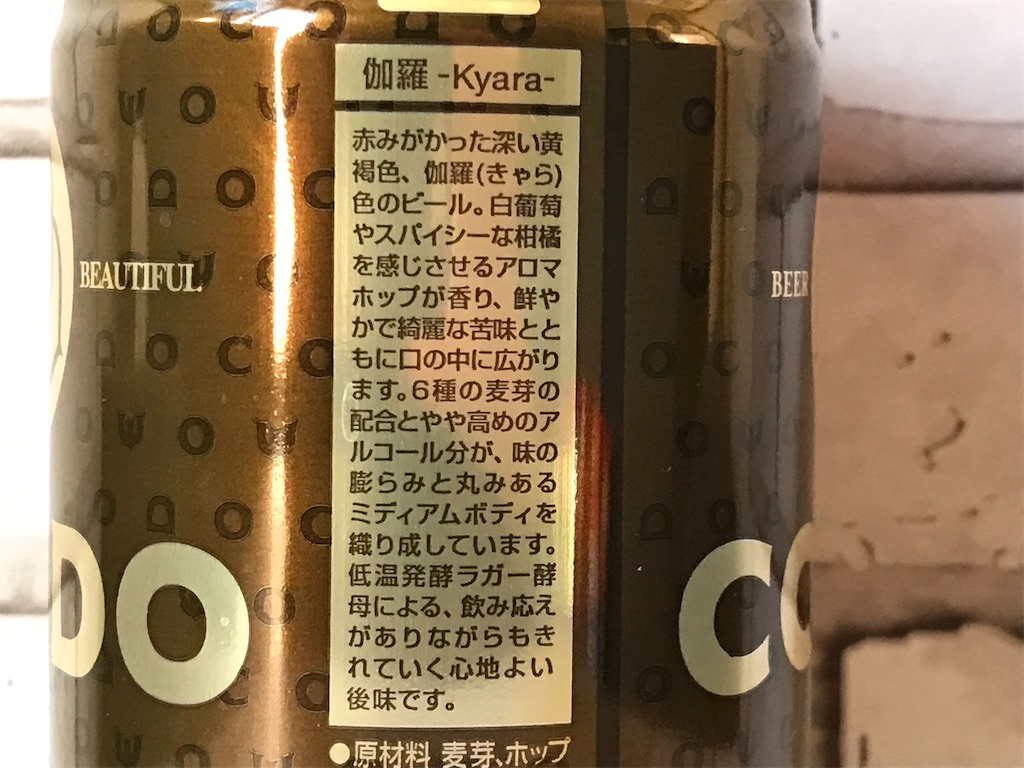 伽羅 -Kyara-
赤みがかった深い黄
褐色、伽羅(きゃら)
色のビール。白葡萄
やスパイシーな柑橘
を感じさせるアロマ
ホップが香り、鮮や
かで綺麗な苦味とと
もに口の中に広がり
ます。6種の麦芽の
配合とやや高めのア
ルコール分が、味の
膨らみと丸みある
ミディアムボディを
織り成しています。
低温発酵ラガー酵
母による、飲み応え
がありながらもき
れていく心地よい
後味です。
●原材料 麦芽、ホップ
BEAUTIFUL
BEER
DO
CO